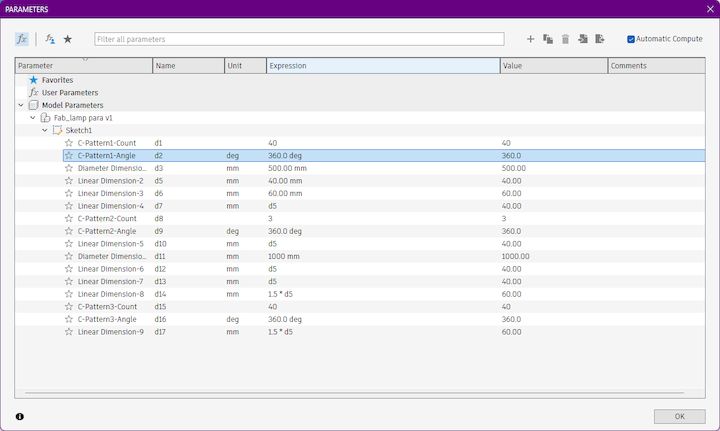 PARAMETERS
fx Filter all parameters Automatic Compute
Parameter Name Unit Expression Value Comments
Favorites
fx User Parameters
Model Parameters
Fab_lamp para v1
Sketch1
C-Pattern1-Count d1 40 40
C-Pattern1-Angle d2 deg 360.0 deg 360.0
Diameter Dimensio... d3 mm 500.00 mm 500.00
Linear Dimension-2 d5 mm 40.00 mm 40.00
Linear Dimension-3 d6 mm 60.00 mm 60.00
Linear Dimension-4 d7 mm d5 40.00
C-Pattern2-Count d8 3 3
C-Pattern2-Angle d9 deg 360.0 deg 360.0
Linear Dimension-5 d10 mm d5 40.00
Diameter Dimensio... d11 mm 1000 mm 1000.00
Linear Dimension-6 d12 mm d5 40.00
Linear Dimension-7 d13 mm d5 40.00
Linear Dimension-8 d14 mm 1.5 * d5 60.00
C-Pattern3-Count d15 40 40
C-Pattern3-Angle d16 deg 360.0 deg 360.0
Linear Dimension-9 d17 mm 1.5 * d5 60.00
OK